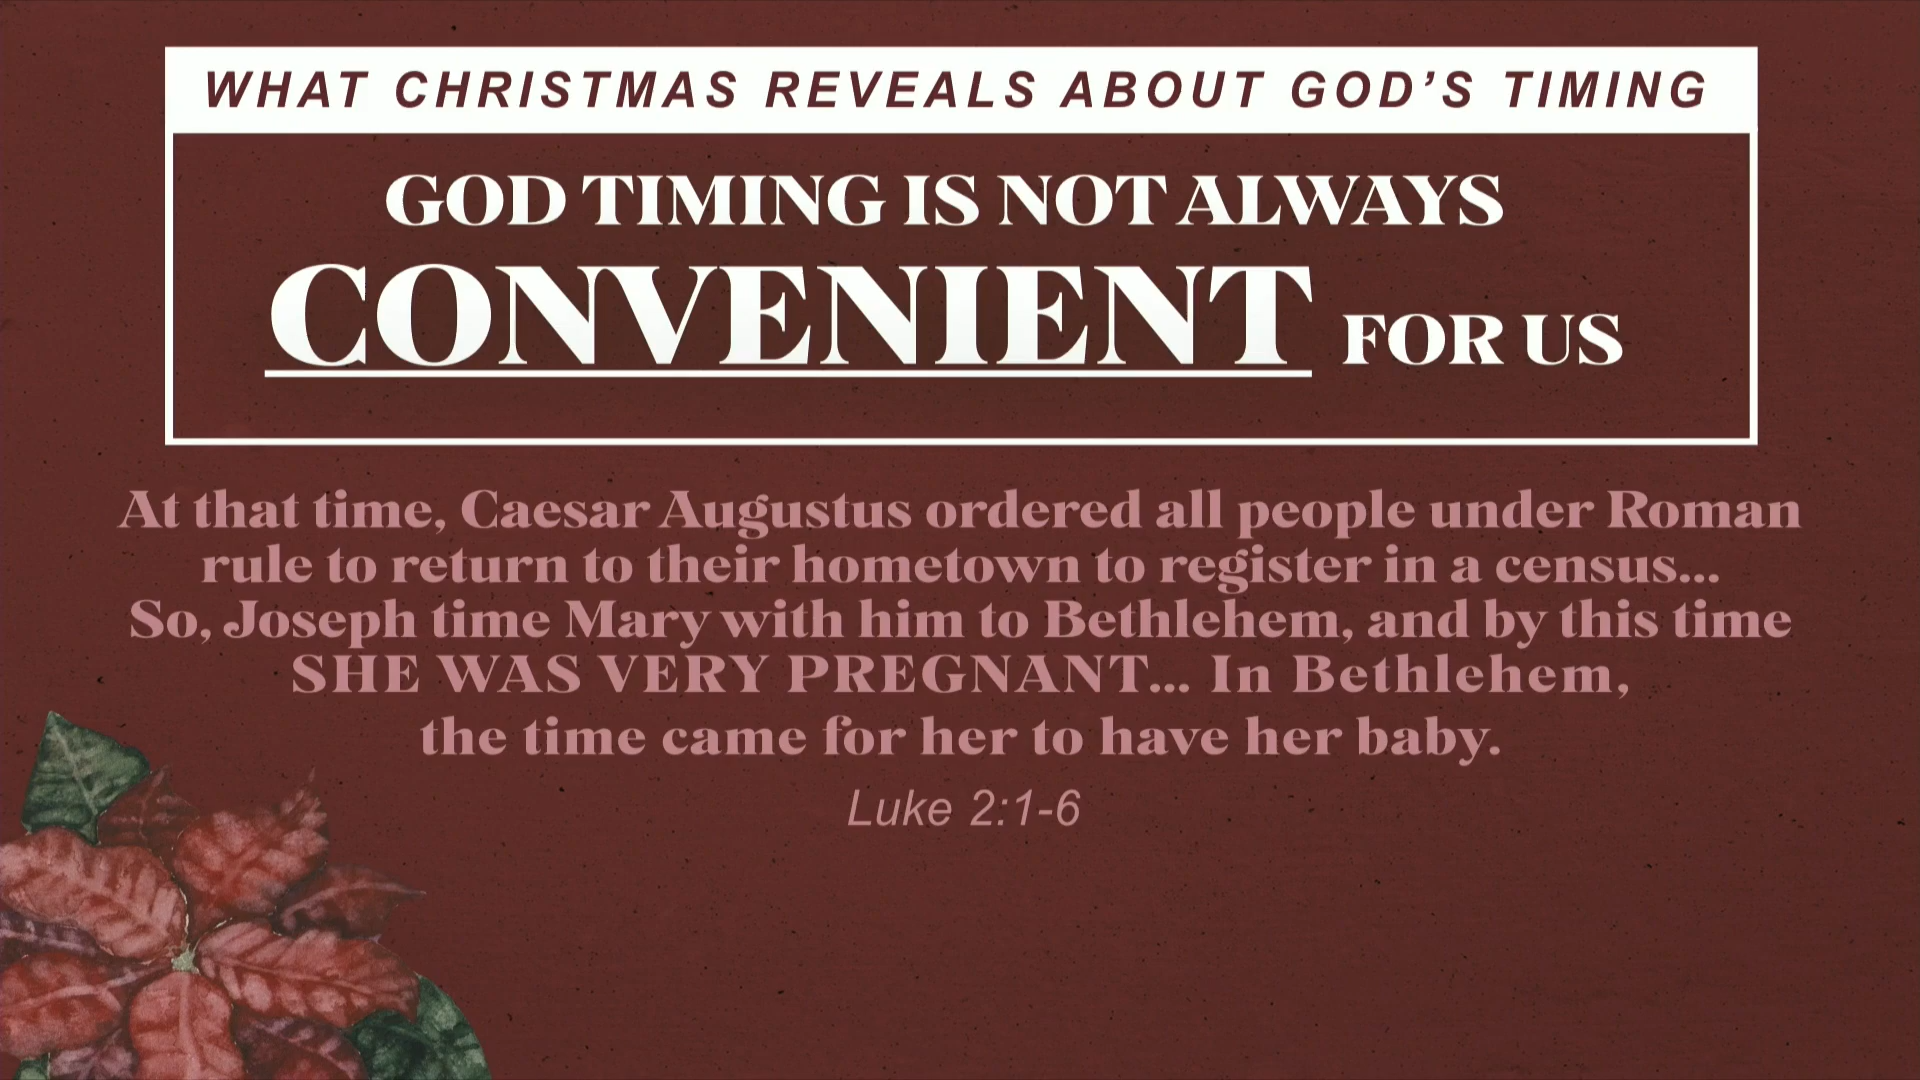 WHAT CHRISTMAS REVEALS ABOUT GOD’S TIMING
GOD TIMING IS NOT ALWAYS
CONVENIENT FOR US
At that time, Caesar Augustus ordered all people under Roman
rule to return to their hometown to register in a census...
So, Joseph time Mary with him to Bethlehem, and by this time
SHE WAS VERY PREGNANT... In Bethlehem,
the time came for her to have her baby.
Luke 2:1-6